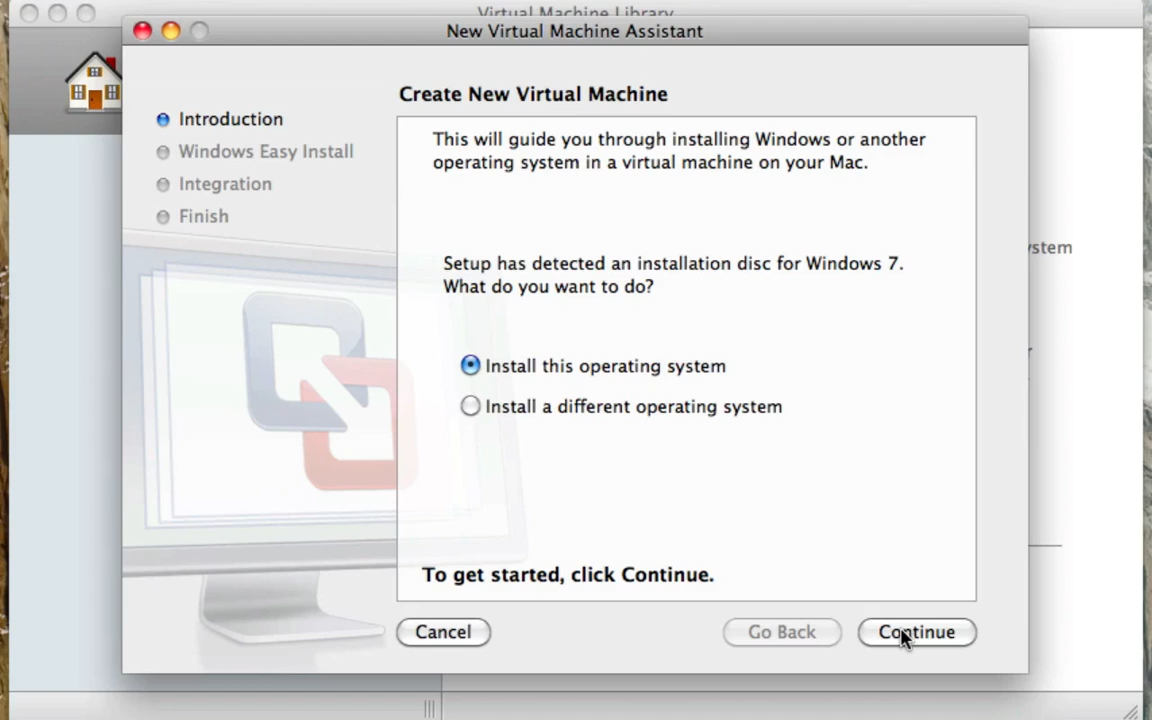 Virtual Machine Library
New Virtual Machine Assistant
Introduction
Windows Easy Install
Integration
Finish
Create New Virtual Machine
This will guide you through installing Windows or another
operating system in a virtual machine on your Mac.
Setup has detected an installation disc for Windows 7.
What do you want to do?
Install this operating system
Install a different operating system
To get started, click Continue.
Cancel
Go Back
Continue
ystem